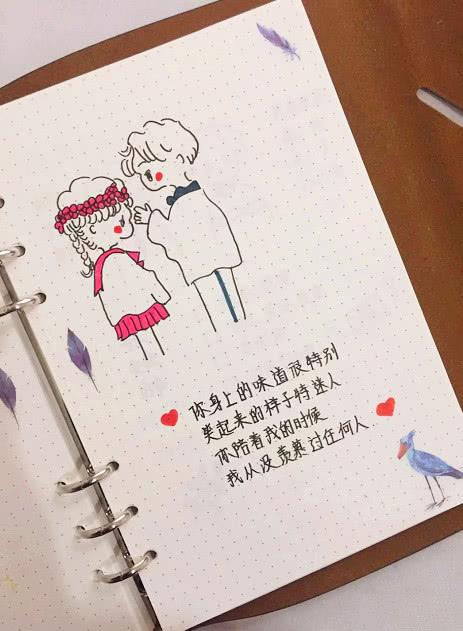 你身上的味道很特别
笑起来的样子特迷人
你陪着我的时候
我从没羡慕过任何人